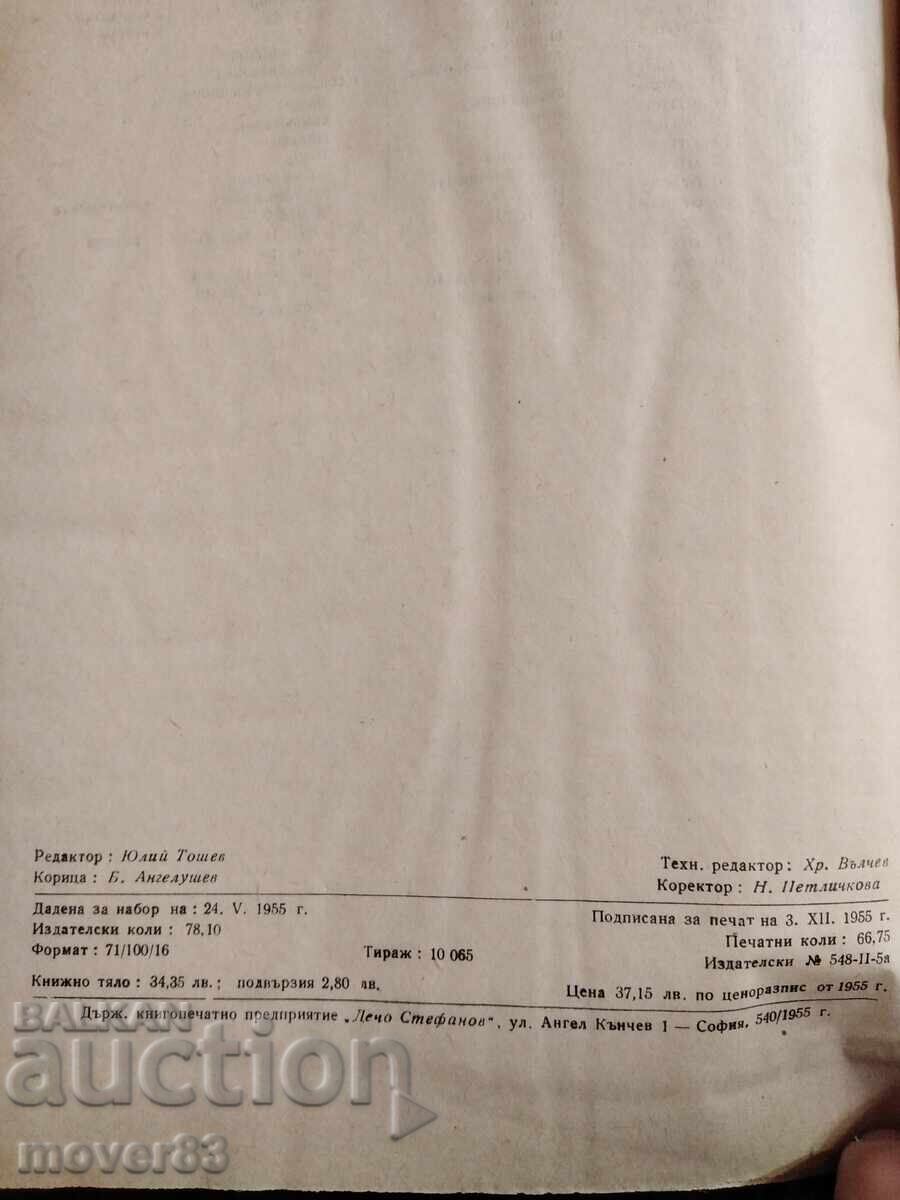 Редактор : Юлий Тошев
Корица : Б. Ангелушев
Техн. редактор : Хр. Вълчев
Коректор : Н. Петличкова
Дадена за набор на : 24. V. 1955 г.
Издателски коли : 78,10
Формат : 71/100/16
Тираж : 10 065
Подписана за печат на 3. XII. 1955 г.
Печатни коли : 66,75
Издателски № 548-II-5а
Книжно тяло : 34,35 лв. ; подвързия 2,80 лв.
Цена 37,15 лв. по ценоразпис от 1955 г.
Държ. книгопечатно предприятие „Дечо Стефанов“, ул. Ангел Кънчев 1 — София, 540/1955 г.
BALKAN
auction
mover83